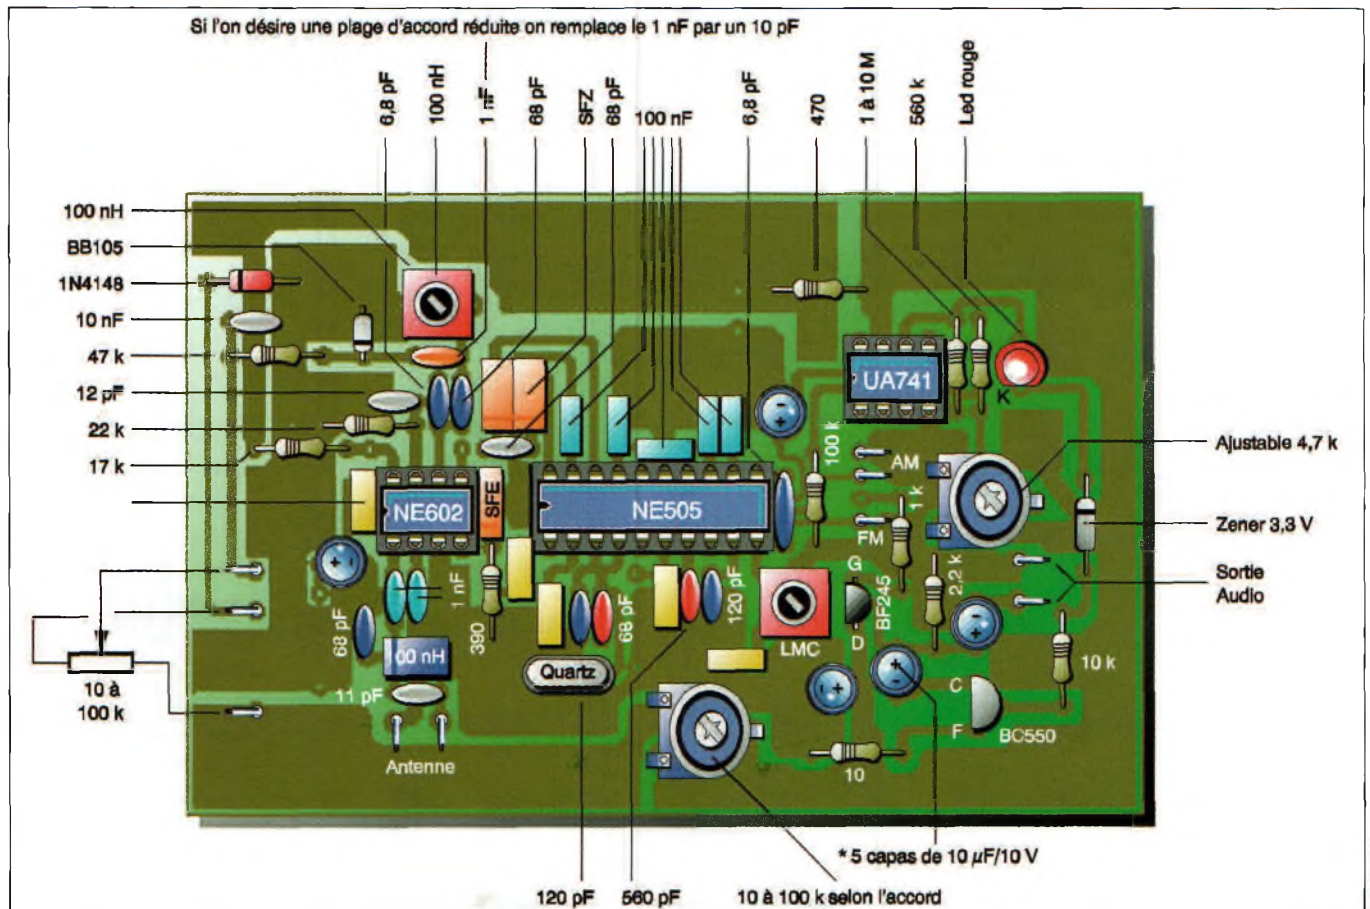 Si l'on désire une plage d'accord réduite on remplace le 1 nF par un 10 pF
6,8 pF
100 nH
1 nF
68 pF
SFZ
68 pF
100 nF
6,8 pF
470
1 à 10 M
560 k
Led rouge
100 nH
BB105
1N4148
10 nF
47 k
12 pF
22 k
17 k
UA741
K
100 k
AM
1 k
FM
Ajustable 4,7 k
Zener 3,3 V
Sortie
Audio
NE602
SFE
NE505
68 pF
1 nF
390
68 pF
120 pF
G
BF245
D
2,2 k
LMC
00 nH
Quartz
11 pF
Antenne
10 à
100 k
10 k
C
F
BC550
10
* 5 capas de 10 µF/10 V
120 pF
560 pF
10 à 100 k selon l'accord